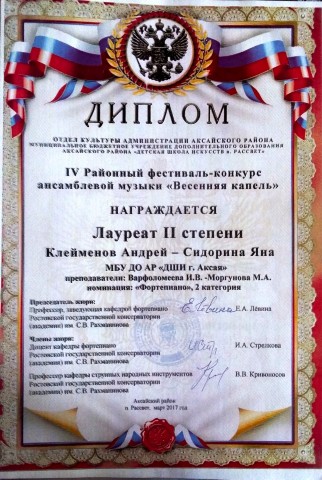 ДИПЛОМ
ОТДЕЛ КУЛЬТУРЫ АДМИНИСТРАЦИИ АКСАЙСКОГО РАЙОНА
МУНИЦИПАЛЬНОЕ БЮДЖЕТНОЕ УЧРЕЖДЕНИЕ ДОПОЛНИТЕЛЬНОГО ОБРАЗОВАНИЯ
АКСАЙСКОГО РАЙОНА «ДЕТСКАЯ ШКОЛА ИСКУССТВ п. РАССВЕТ»
IV Районный фестиваль-конкурс
ансамблевой музыки «Весенняя капель»
НАГРАЖДАЕТСЯ
Лауреат II степени
Клейменов Андрей – Сидорина Яна
МБУ ДО АР «ДШИ г. Аксая»
преподаватели: Варфоломеева И.В. -Моргунова М.А.
номинация: «Фортепиано», 2 категория
Председатель жюри:
Профессор, заведующая кафедрой фортепиано Е.А. Лёвина
Ростовской государственной консерватории
(академии) им. С.В. Рахманинова
Члены жюри:
Доцент кафедры фортепиано И.А. Стрелкова
Ростовской государственной консерватории
(академии) им. С.В. Рахманинова
Профессор кафедры струнных народных инструментов В.В. Кривоносов
Ростовской государственной консерватории
(академии) им. С.В. Рахманинова
Аксайский район
п. Рассвет, март 2017 год